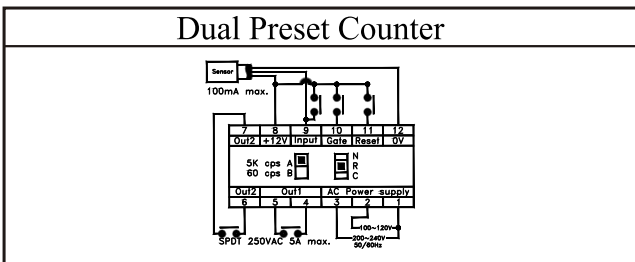 Dual Preset Counter
Sensor
100mA max.
7 8 9 10 11 12
Out2 +12V Input Gate Reset 0V
5K cps A
60 cps B
N
R
C
Out2 Out1 AC Power supply
6 5 4 3 2 1
100~120V
SPDT 250VAC 5A max.
200~240V
50/60Hz